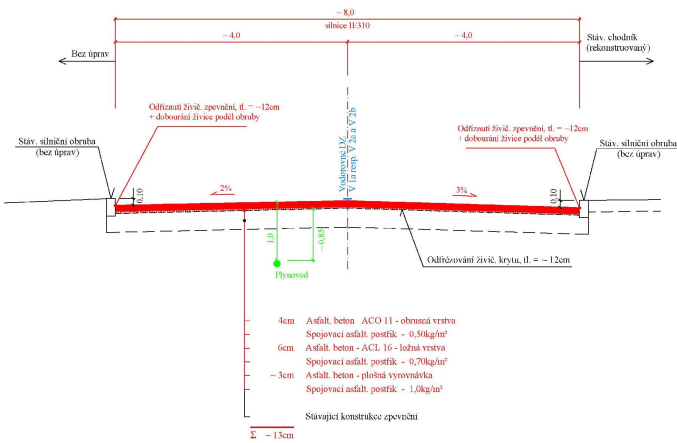 ~ 8,0
silnice II/310
~ 4,0
~ 4,0
Bez úprav
Stáv. chodník
(rekonstruovaný)
Odříznutí živič. zpevnění, tl. = ~12cm
+ dobourání živice podél obruby
Odříznutí živič. zpevnění, tl. = ~12cm
+ dobourání živice podél obruby
Stáv. silniční obruba
(bez úprav)
Stáv. silniční obruba
(bez úprav)
Vodorovné DZ
V 1a resp. V 2a a V 2b
0,10
2%
3%
0,10
1,0
~ 0,85
Plynovod
Odfrézování živič. krytu, tl. = ~ 12cm
4cm Asfalt. beton ACO 11 - obrusná vrstva
Spojovací asfalt. postřik - 0,50kg/m²
6cm Asfalt. beton - ACL 16 - ložná vrstva
Spojovací asfalt. postřik - 0,70kg/m²
~ 3cm Asfalt. beton - plošná vyrovnávka
Spojovací asfalt. postřik - 1,0kg/m²
Stávající konstrukce zpevnění
Σ ~ 13cm